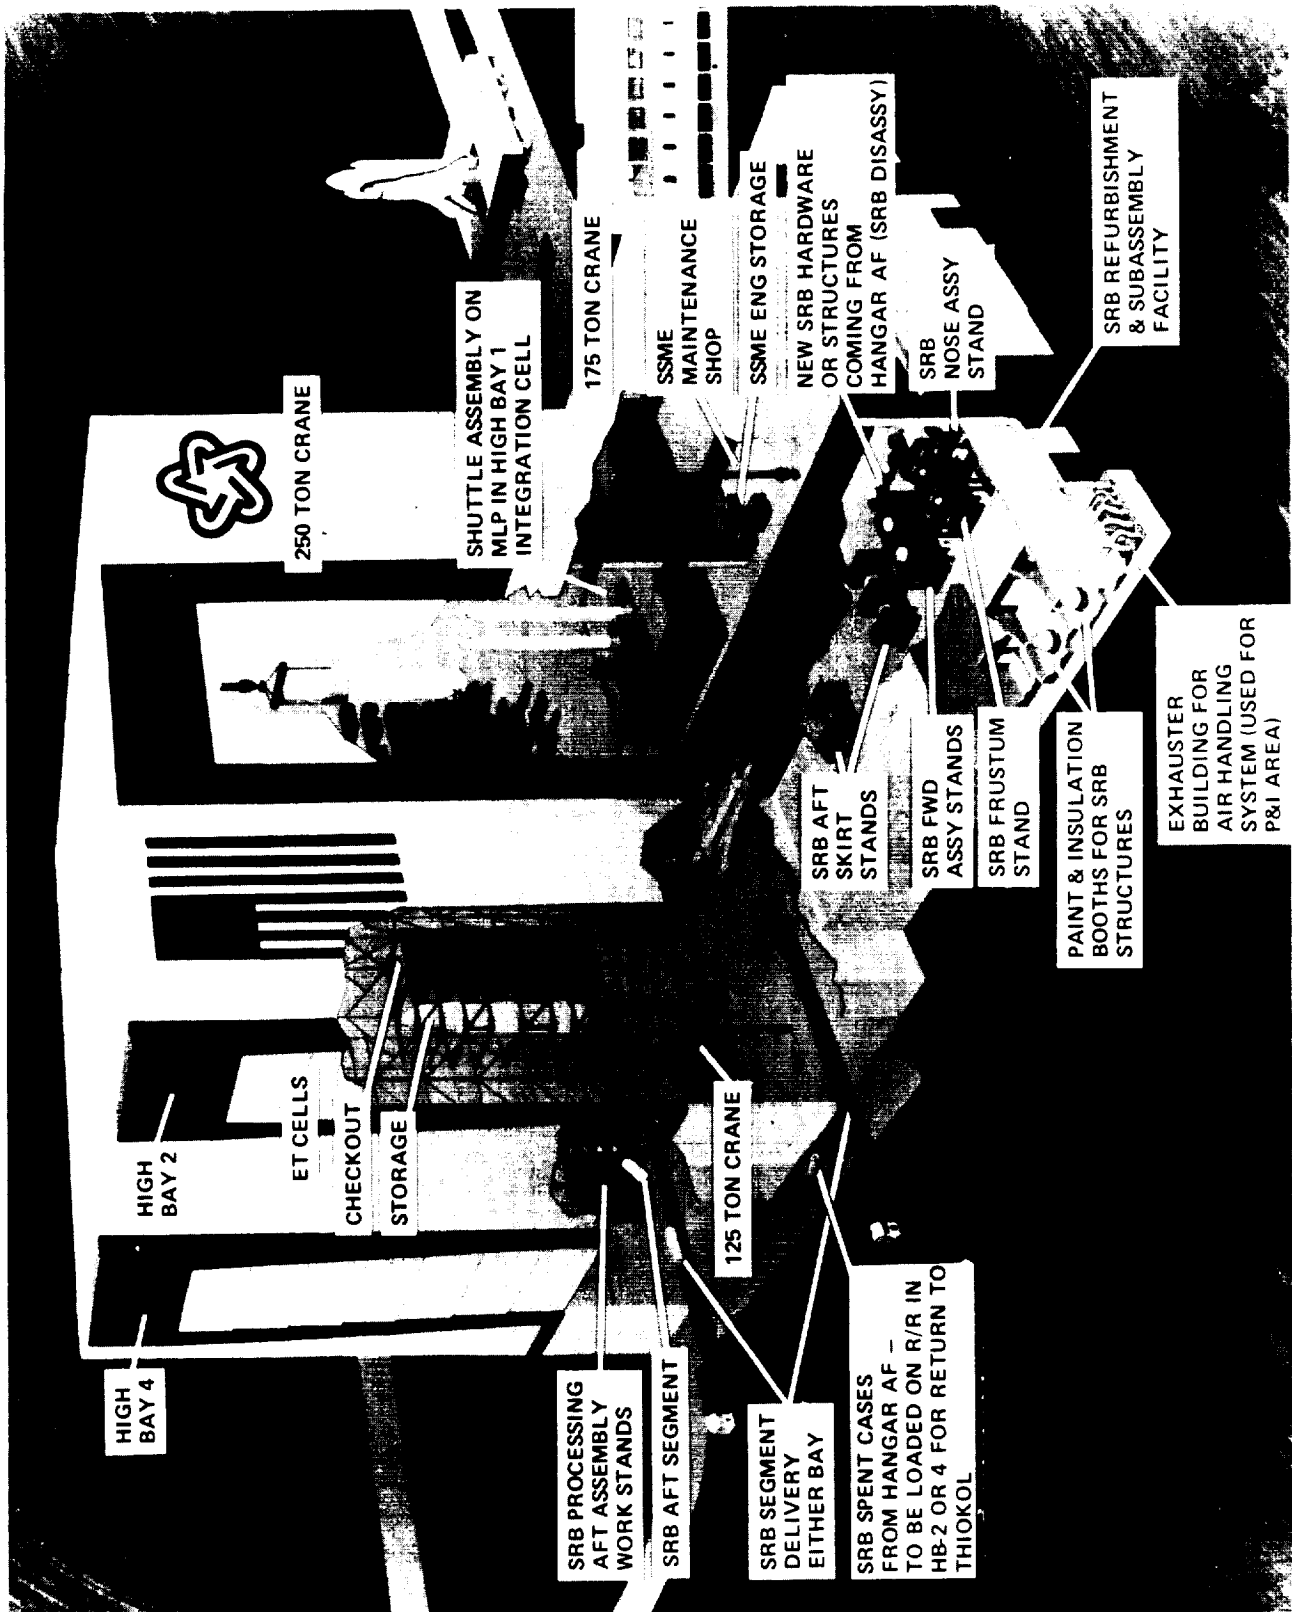 HIGH
BAY 4
HIGH
BAY 2
250 TON CRANE
ET CELLS
CHECKOUT
STORAGE
SHUTTLE ASSEMBLY ON
MLP IN HIGH BAY 1
INTEGRATION CELL
175 TON CRANE
SSME
MAINTENANCE
SHOP
SSME ENG STORAGE
NEW SRB HARDWARE
OR STRUCTURES
COMING FROM
HANGAR AF (SRB DISASSY)
SRB
NOSE ASSY
STAND
SRB REFURBISHMENT
& SUBASSEMBLY
FACILITY
SRB PROCESSING
AFT ASSEMBLY
WORK STANDS
SRB AFT SEGMENT
125 TON CRANE
SRB SEGMENT
DELIVERY
EITHER BAY
SRB SPENT CASES
FROM HANGAR AF –
TO BE LOADED ON R/R IN
HB-2 OR 4 FOR RETURN TO
THIOKOL
SRB AFT
SKIRT
STANDS
SRB FWD
ASSY STANDS
SRB FRUSTUM
STAND
PAINT & INSULATION
BOOTHS FOR SRB
STRUCTURES
EXHAUSTER
BUILDING FOR
AIR HANDLING
SYSTEM (USED FOR
P&I AREA)